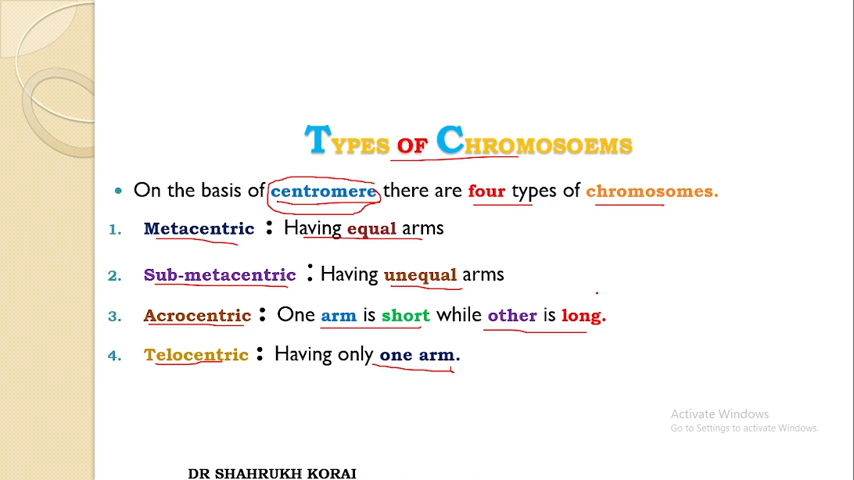 TYPES OF CHROMOSOEMS
• On the basis of centromere there are four types of chromosomes.
1. Metacentric : Having equal arms
2. Sub-metacentric : Having unequal arms
3. Acrocentric : One arm is short while other is long.
4. Telocentric : Having only one arm.
Activate Windows
Go to Settings to activate Windows.
DR SHAHRUKH KORAI